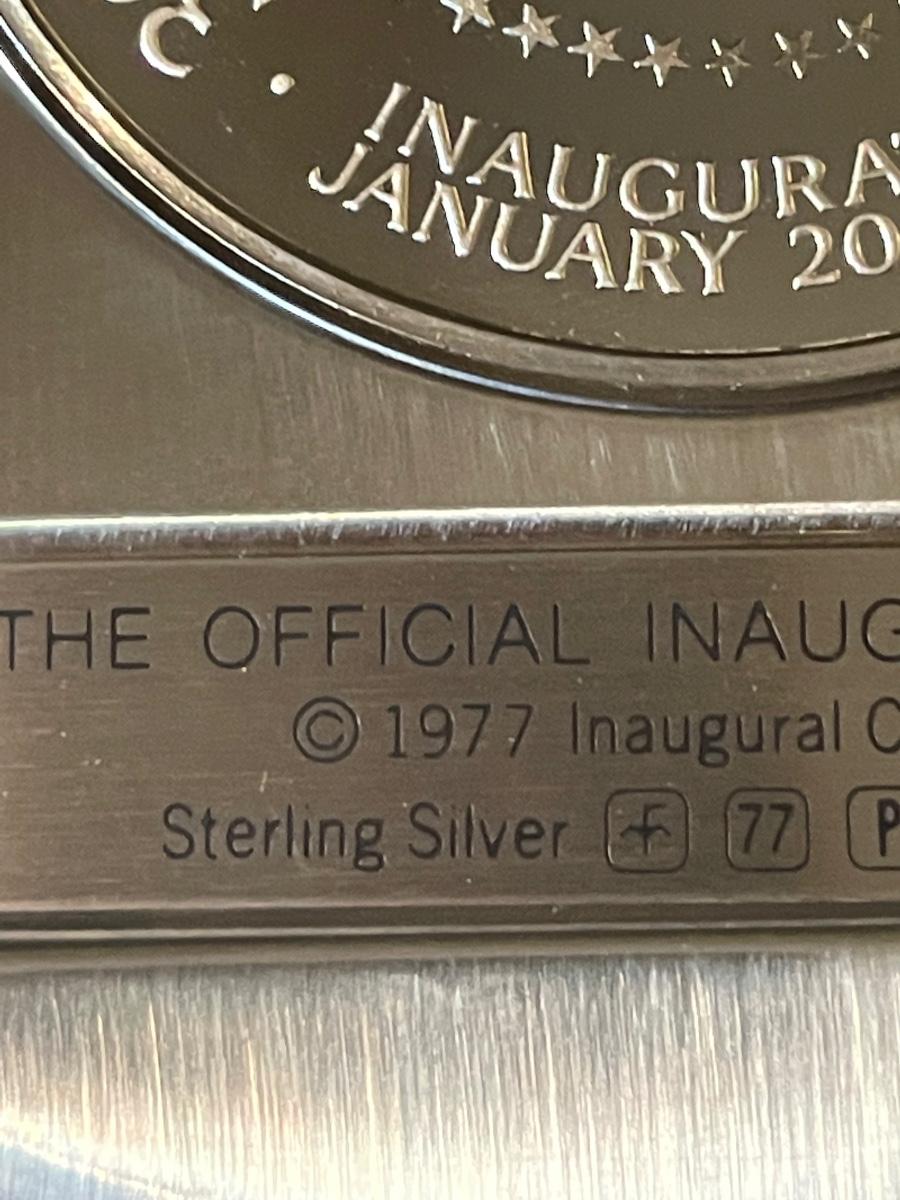 C •
INAUGURA
JANUARY 20
THE OFFICIAL INAUG
© 1977 Inaugural C
Sterling Silver F 77 P